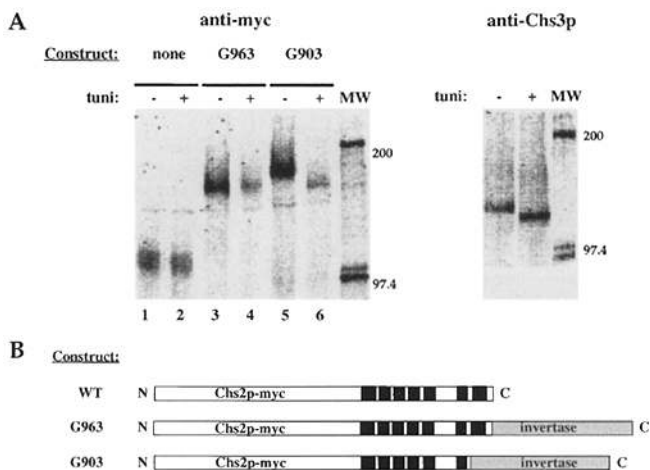 A
anti-myc
anti-Chs3p
Construct: none G963 G903
tuni: - + - + - + MW
tuni: - + MW
200
97.4
200
97.4
1 2 3 4 5 6
B
Construct:
WT N Chs2p-myc C
G963 N Chs2p-myc invertase C
G903 N Chs2p-myc invertase C